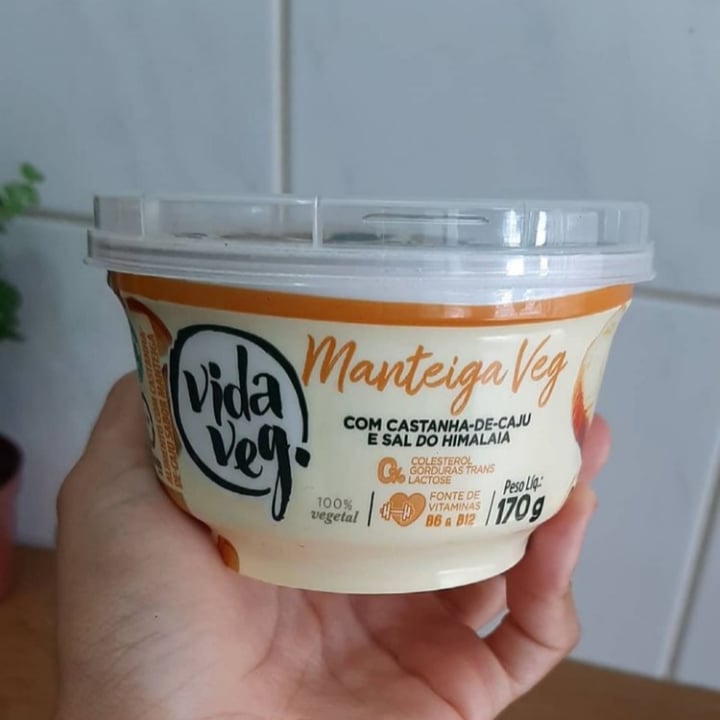 vida
veg.
Manteiga Veg
COM CASTANHA-DE-CAJU
E SAL DO HIMALAIA
0%
COLESTEROL
GORDURAS TRANS
LACTOSE
100%
vegetal
FONTE DE
VITAMINAS
B6 & B12
Peso Líq.:
170g